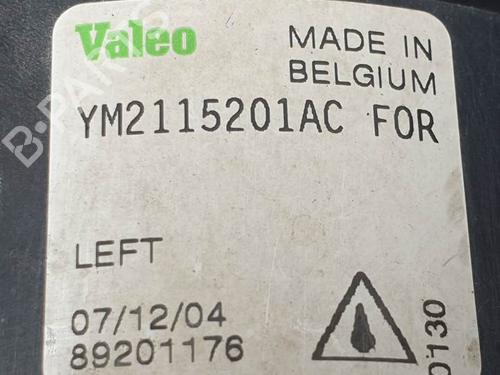 Valeo
MADE IN
BELGIUM
YM2115201AC FOR
LEFT
07/12/04
89201176
0130